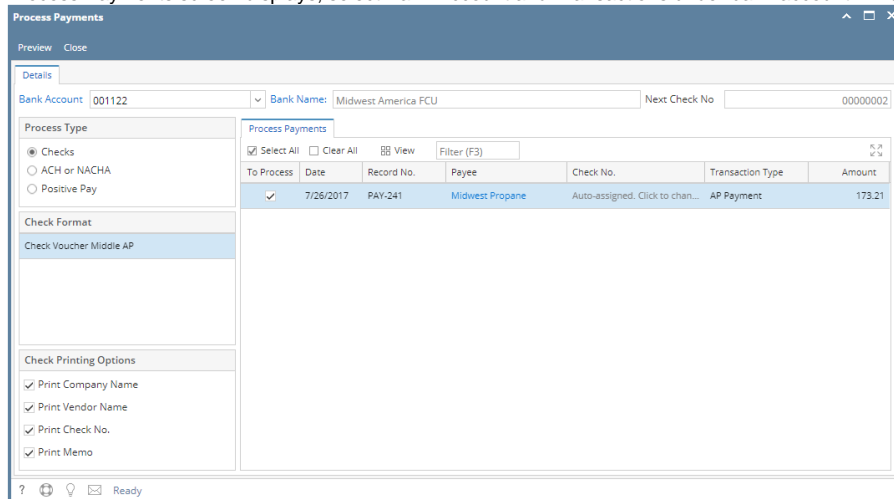 Process Payments
Preview Close
Details
Bank Account 001122 Bank Name: Midwest America FCU Next Check No 00000002
Process Type
Checks
ACH or NACHA
Positive Pay
Check Format
Check Voucher Middle AP
Check Printing Options
Print Company Name
Print Vendor Name
Print Check No.
Print Memo
Process Payments
Select All Clear All View Filter (F3)
To Process Date Record No. Payee Check No. Transaction Type Amount
7/26/2017 PAY-241 Midwest Propane Auto-assigned. Click to chan... AP Payment 173.21
? Ready